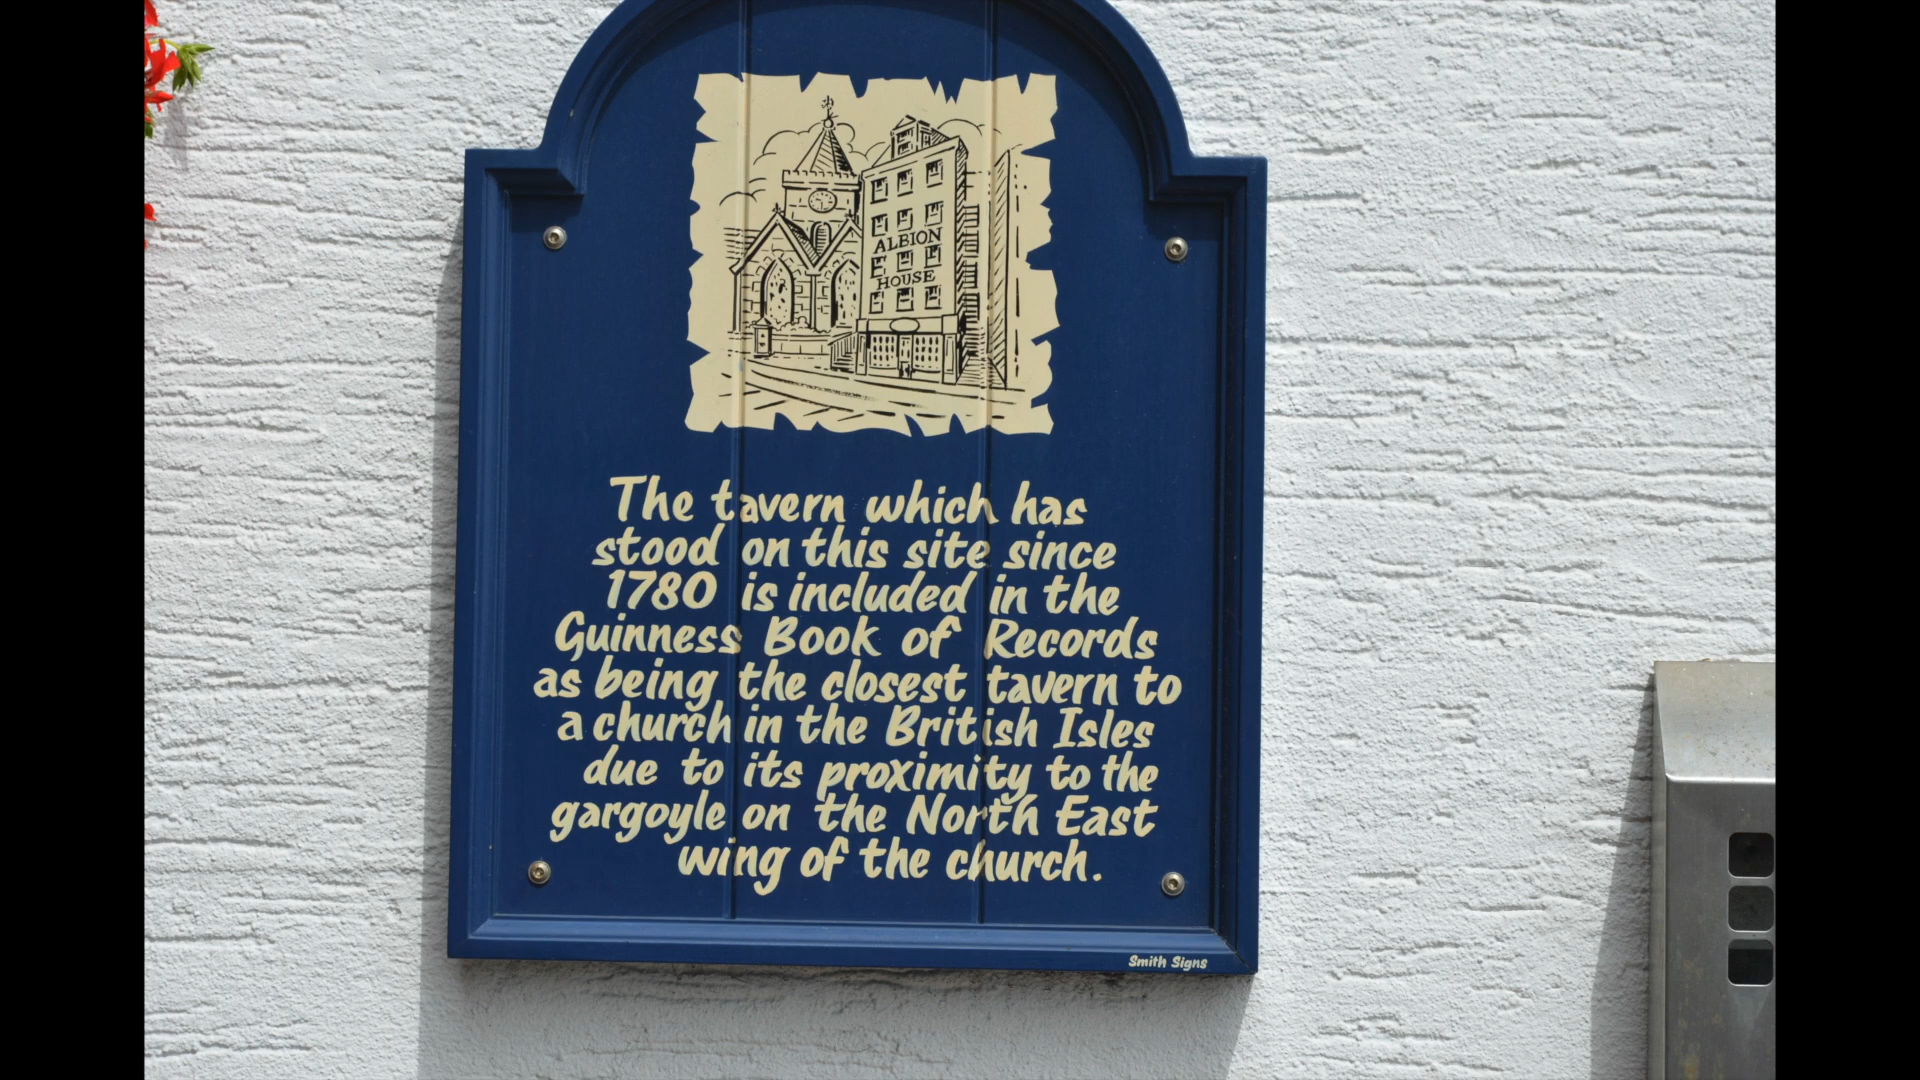 ALBION
HOUSE
The tavern which has
stood on this site since
1780 is included in the
Guinness Book of Records
as being the closest tavern to
a church in the British Isles
due to its proximity to the
gargoyle on the North East
wing of the church.
Smith Signs